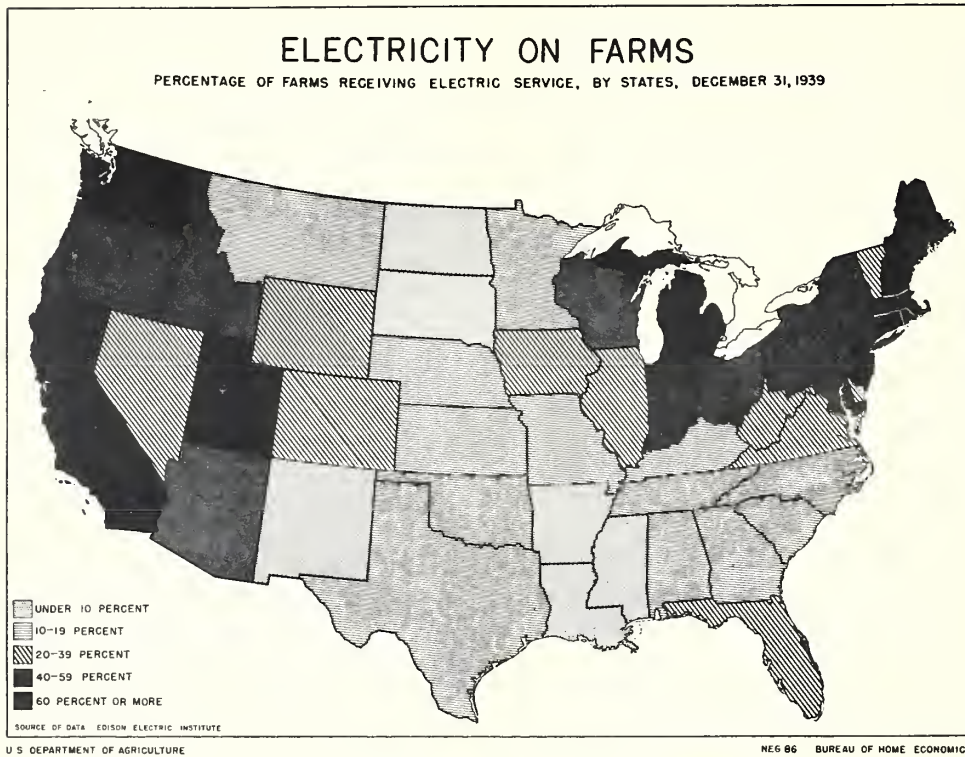 ELECTRICITY ON FARMS
PERCENTAGE OF FARMS RECEIVING ELECTRIC SERVICE, BY STATES, DECEMBER 31, 1939
UNDER 10 PERCENT
10-19 PERCENT
20-39 PERCENT
40-59 PERCENT
60 PERCENT OR MORE
SOURCE OF DATA EDISON ELECTRIC INSTITUTE
U S DEPARTMENT OF AGRICULTURE
NEG 86 BUREAU OF HOME ECONOMIC